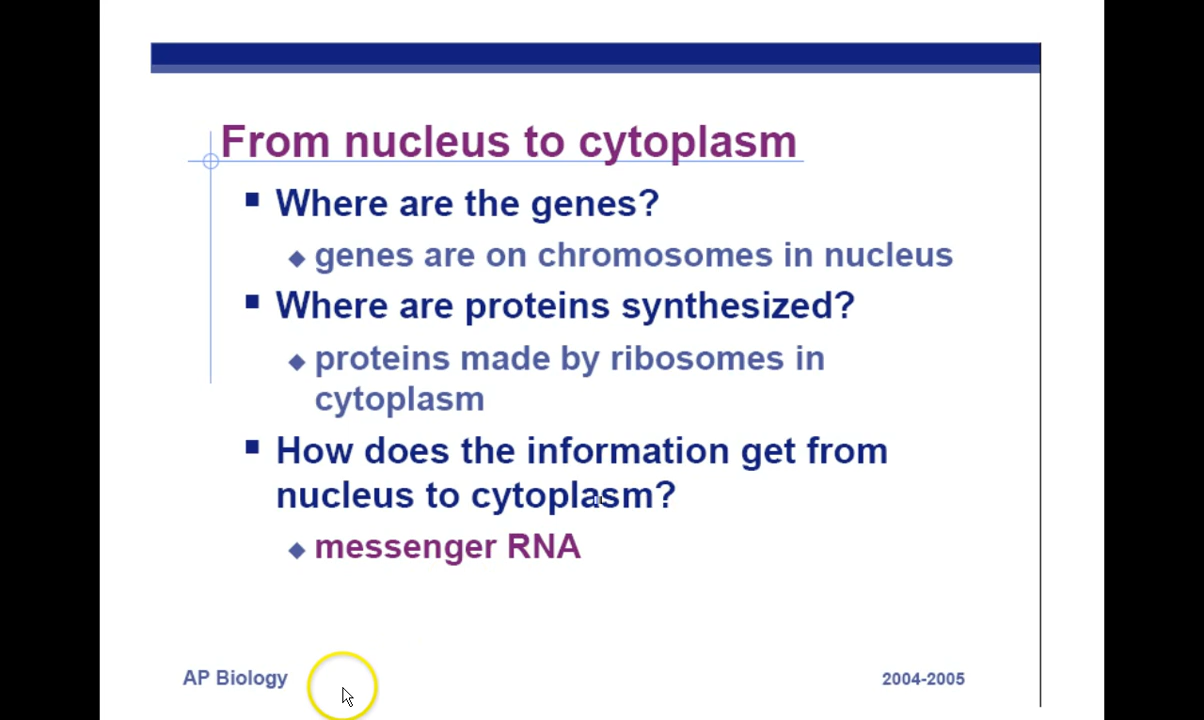 From nucleus to cytoplasm
Where are the genes?
genes are on chromosomes in nucleus
Where are proteins synthesized?
proteins made by ribosomes in
cytoplasm
How does the information get from
nucleus to cytoplasm?
messenger RNA
AP Biology
2004-2005